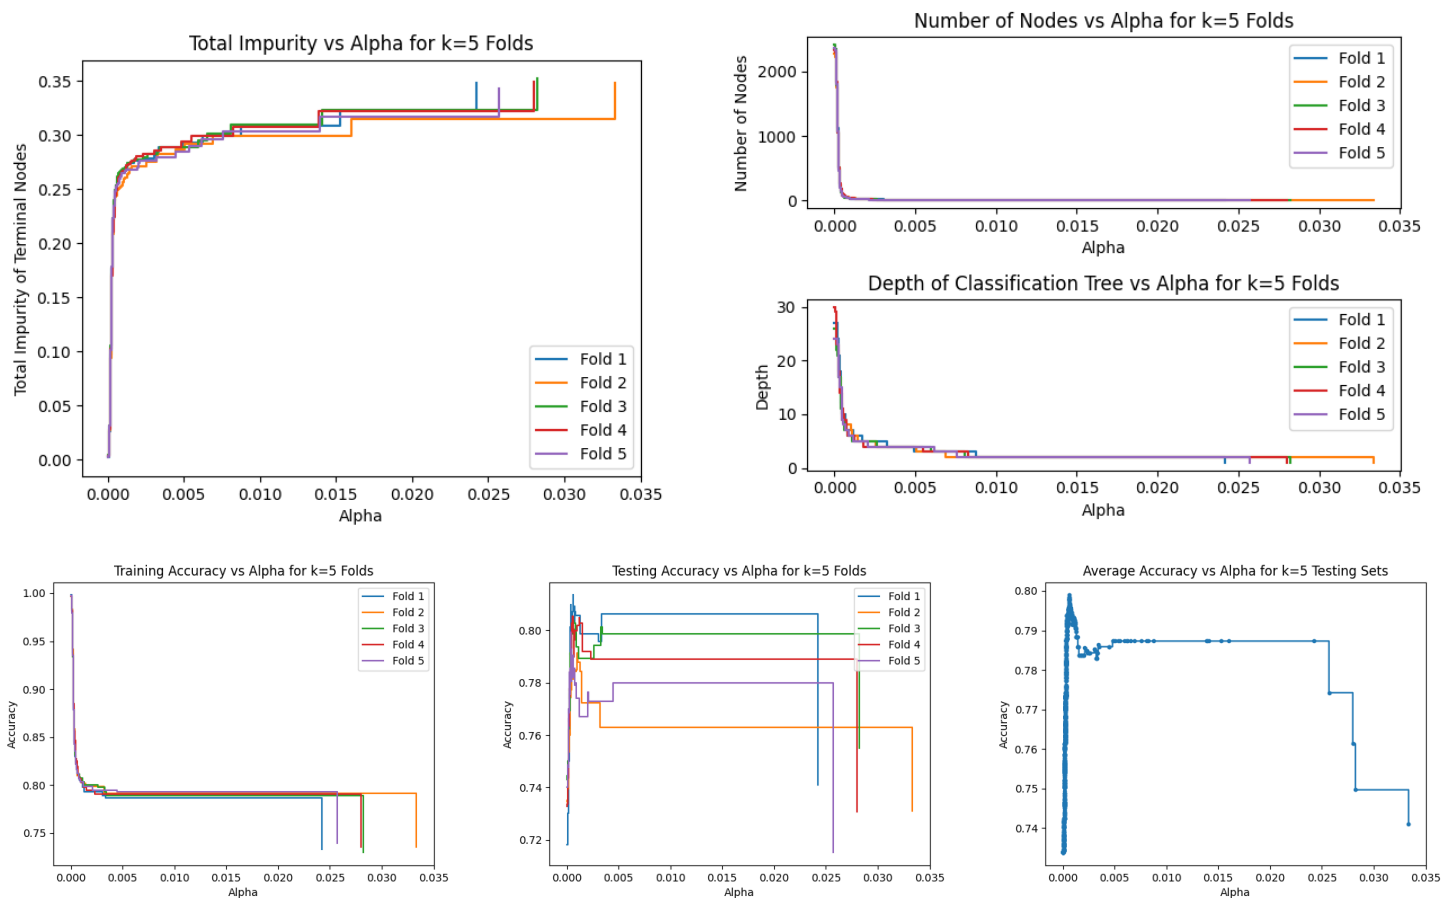 Total Impurity vs Alpha for k=5 Folds
Total Impurity of Terminal Nodes
0.35
0.30
0.25
0.20
0.15
0.10
0.05
0.00
0.000 0.005 0.010 0.015 0.020 0.025 0.030 0.035
Alpha
Fold 1
Fold 2
Fold 3
Fold 4
Fold 5
Number of Nodes vs Alpha for k=5 Folds
Number of Nodes
2000
1000
0
0.000 0.005 0.010 0.015 0.020 0.025 0.030 0.035
Alpha
Fold 1
Fold 2
Fold 3
Fold 4
Fold 5
Depth of Classification Tree vs Alpha for k=5 Folds
Depth
30
20
10
0
0.000 0.005 0.010 0.015 0.020 0.025 0.030 0.035
Alpha
Fold 1
Fold 2
Fold 3
Fold 4
Fold 5
Training Accuracy vs Alpha for k=5 Folds
Accuracy
1.00
0.95
0.90
0.85
0.80
0.75
0.000 0.005 0.010 0.015 0.020 0.025 0.030 0.035
Alpha
Fold 1
Fold 2
Fold 3
Fold 4
Fold 5
Testing Accuracy vs Alpha for k=5 Folds
Accuracy
0.80
0.78
0.76
0.74
0.72
0.000 0.005 0.010 0.015 0.020 0.025 0.030 0.035
Alpha
Fold 1
Fold 2
Fold 3
Fold 4
Fold 5
Average Accuracy vs Alpha for k=5 Testing Sets
Accuracy
0.80
0.79
0.78
0.77
0.76
0.75
0.74
0.000 0.005 0.010 0.015 0.020 0.025 0.030 0.035
Alpha